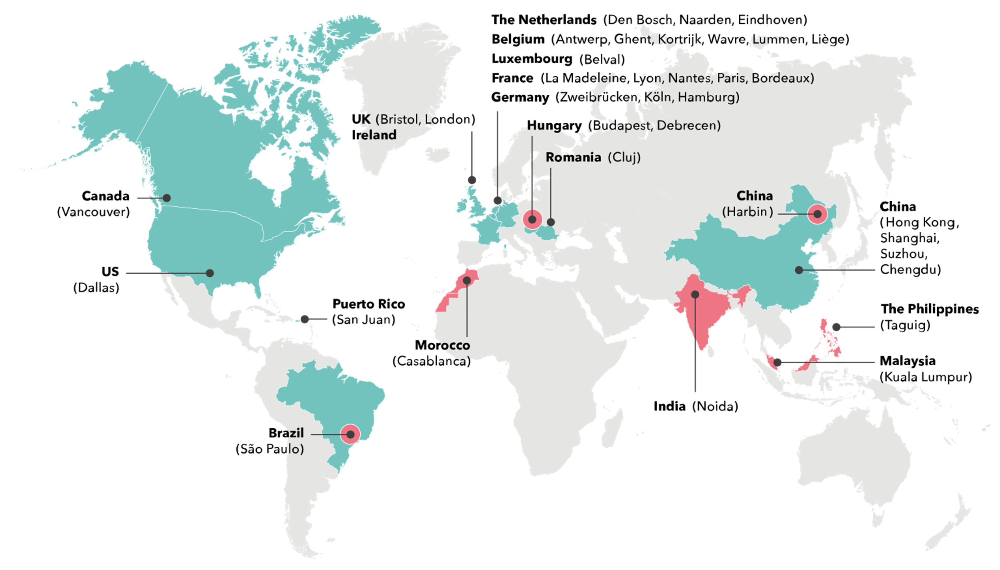 The Netherlands (Den Bosch, Naarden, Eindhoven)
Belgium (Antwerp, Ghent, Kortrijk, Wavre, Lummen, Liège)
Luxembourg (Belval)
France (La Madeleine, Lyon, Nantes, Paris, Bordeaux)
Germany (Zweibrücken, Köln, Hamburg)
UK (Bristol, London)
Ireland
Hungary (Budapest, Debrecen)
Romania (Cluj)
Canada
(Vancouver)
China
(Harbin)
China
(Hong Kong,
Shanghai,
Suzhou,
Chengdu)
US
(Dallas)
Puerto Rico
(San Juan)
The Philippines
(Taguig)
Morocco
(Casablanca)
Malaysia
(Kuala Lumpur)
India (Noida)
Brazil
(São Paulo)